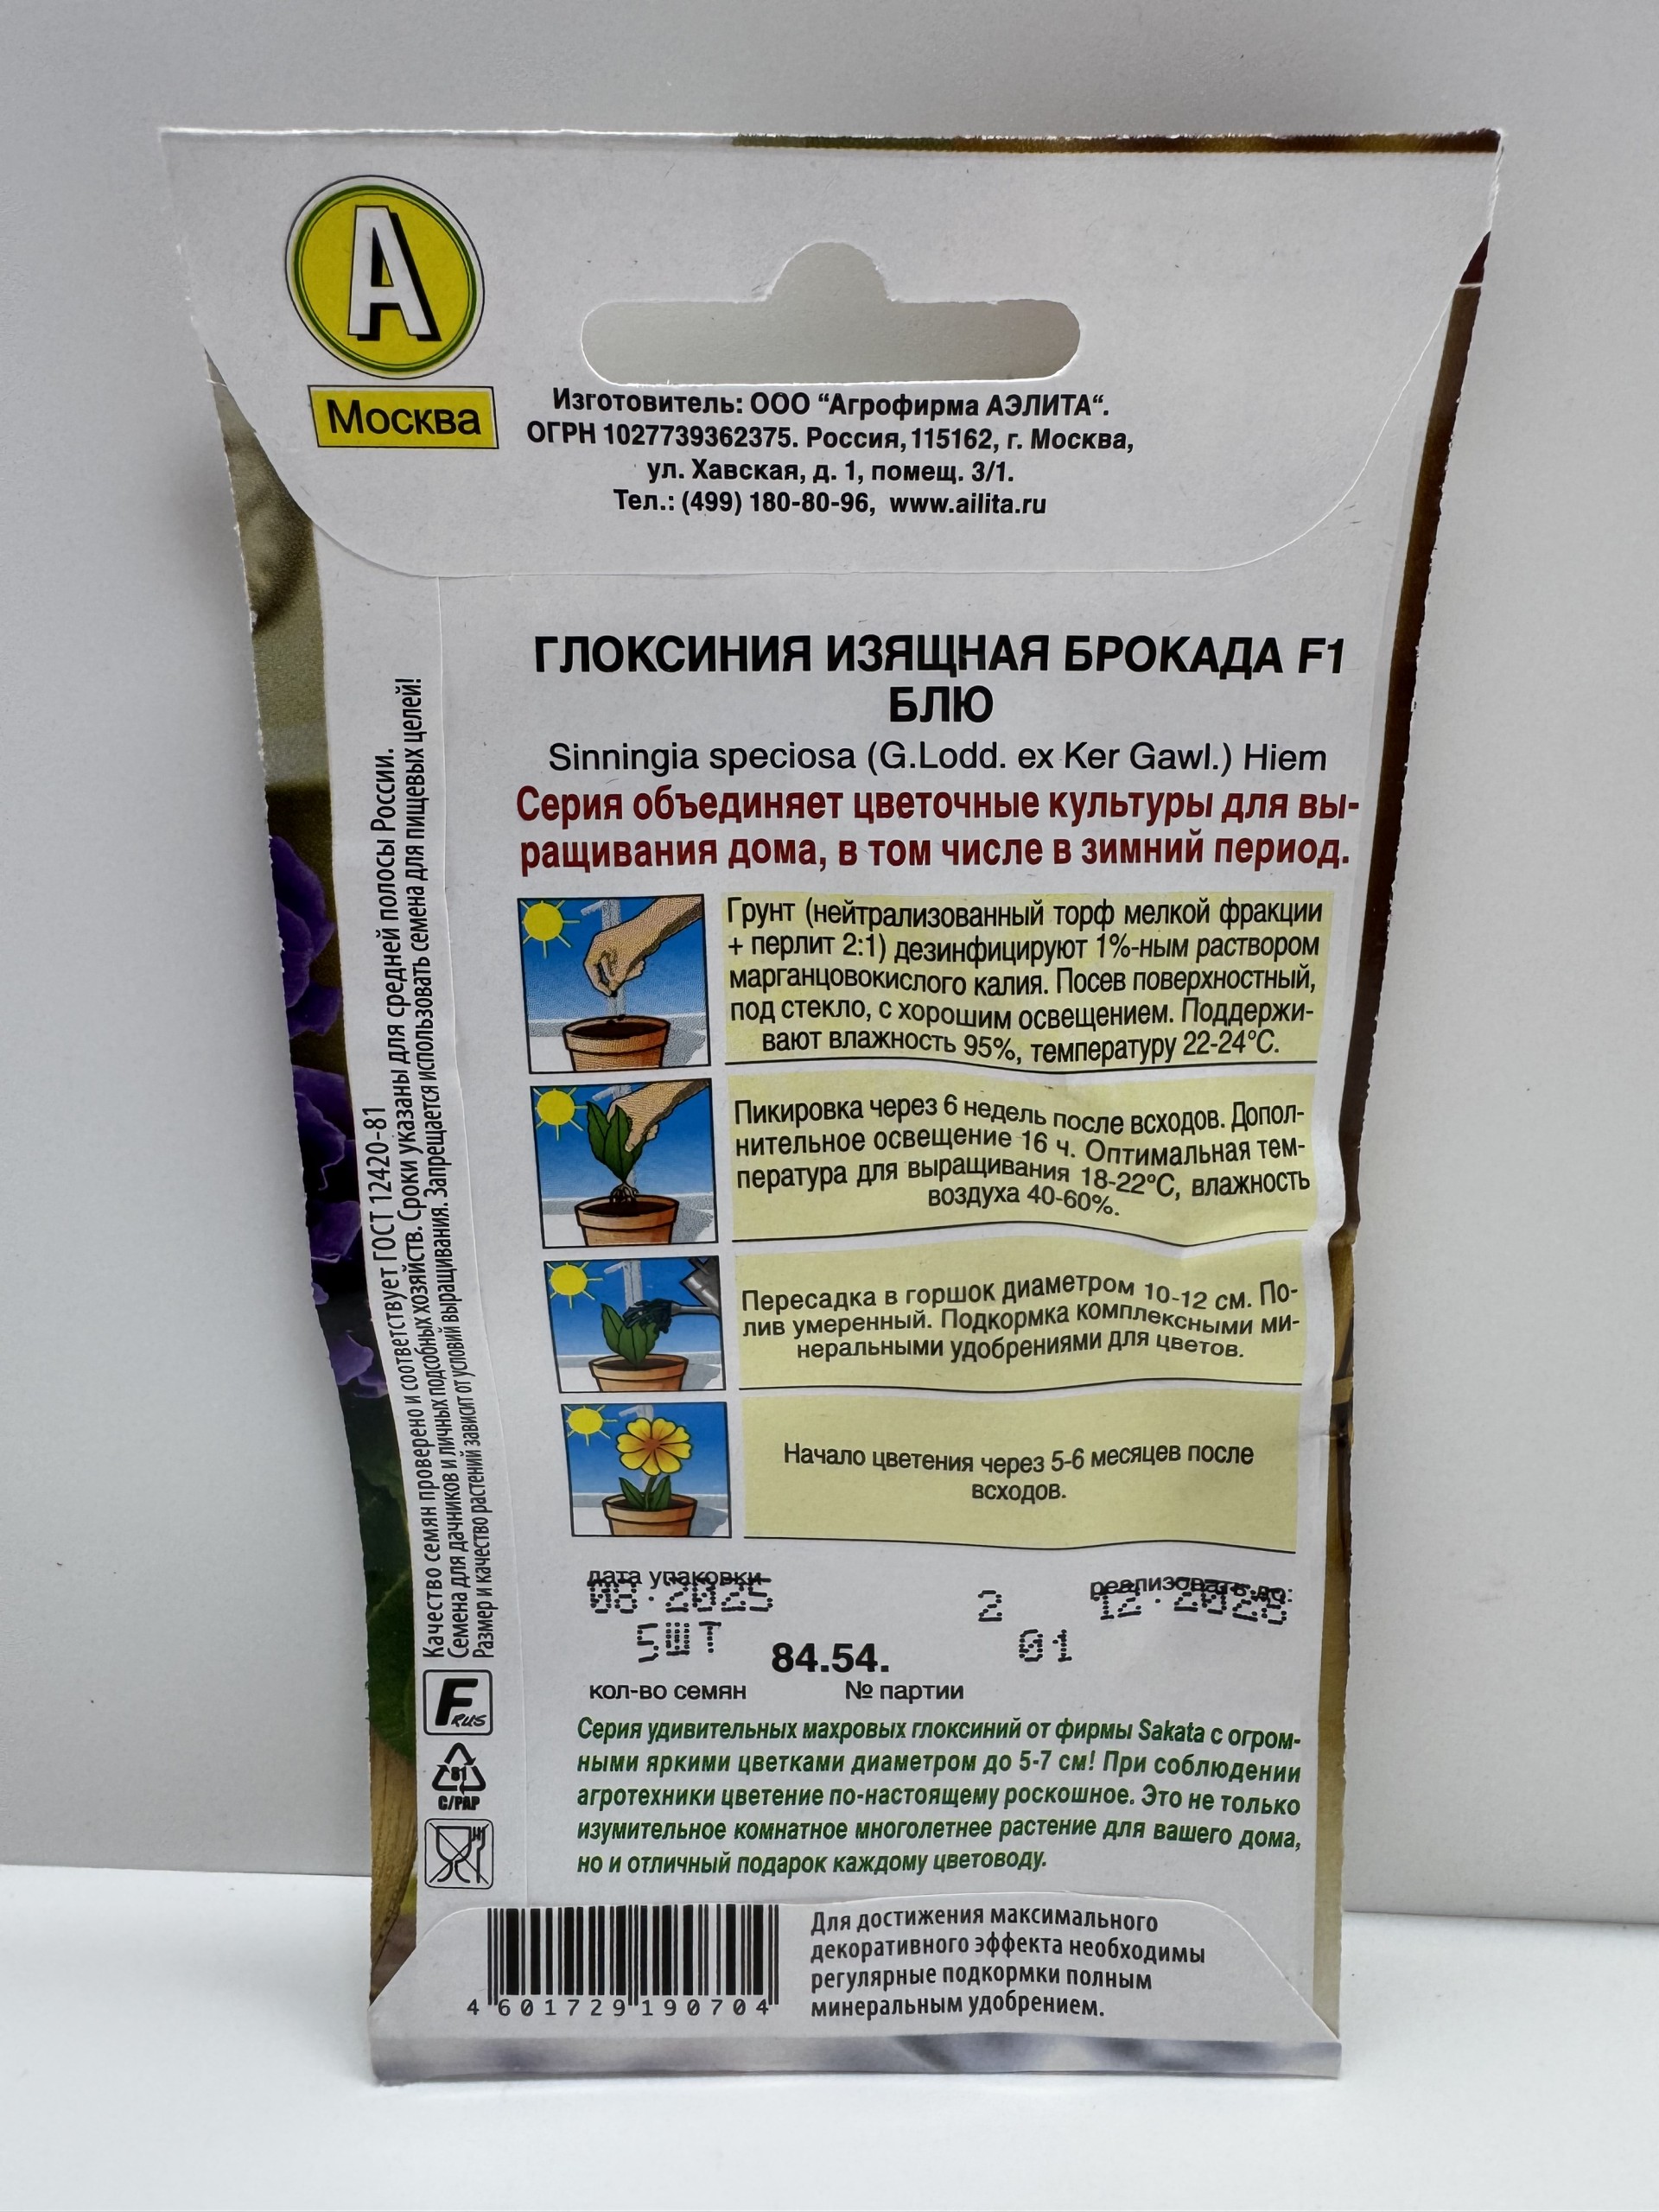 А
Москва
Изготовитель: ООО “Агрофирма АЭЛИТА“.
ОГРН 1027739362375. Россия, 115162, г. Москва,
ул. Хавская, д. 1, помещ. 3/1.
Тел.: (499) 180-80-96, www.ailita.ru
ГЛОКСИНИЯ ИЗЯЩНАЯ БРОКАДА F1
БЛЮ
Sinningia speciosa (G.Lodd. ex Ker Gawl.) Hiern
Серия объединяет цветочные культуры для вы-
ращивания дома, в том числе в зимний период.
Грунт (нейтрализованный торф мелкой фракции
+ перлит 2:1) дезинфицируют 1%-ным раствором
марганцовокислого калия. Посев поверхностный,
под стекло, с хорошим освещением. Поддержи-
вают влажность 95%, температуру 22-24°С.
Пикировка через 6 недель после всходов. Допол-
нительное освещение 16 ч. Оптимальная тем-
пература для выращивания 18-22°С, влажность
воздуха 40-60%.
Пересадка в горшок диаметром 10-12 см. По-
лив умеренный. Подкормка комплексными ми-
неральными удобрениями для цветов.
Начало цветения через 5-6 месяцев после
всходов.
дата упаковки
реализовать до:
08.2025
2
12.2028
5ШТ
84.54.
01
кол-во семян
№ партии
Серия удивительных махровых глоксиний от фирмы Sakata с огром-
ными яркими цветками диаметром до 5-7 см! При соблюдении
агротехники цветение по-настоящему роскошное. Это не только
изумительное комнатное многолетнее растение для вашего дома,
но и отличный подарок каждому цветоводу.
Качество семян проверено и соответствует ГОСТ 12420-81
Семена для дачников и личных подсобных хозяйств. Сроки указаны для средней полосы России.
Размер и качество растений зависит от условий выращивания. Запрещается использовать семена для пищевых целей!
F RUS
81
C/PAP
4 601729 190704
Для достижения максимального
декоративного эффекта необходимы
регулярные подкормки полным
минеральным удобрением.